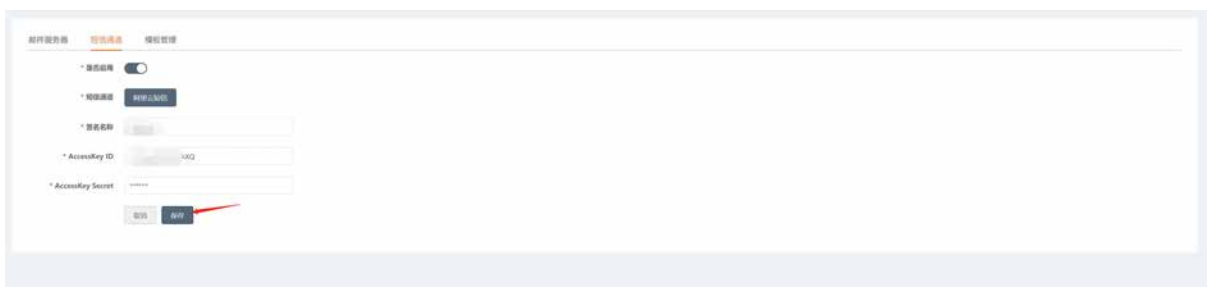 邮件服务器 短信通道 模板管理
* 是否启用
* 短信通道 阿里云短信
* 签名名称
* AccessKey ID AXQ
* AccessKey Secret ******
取消 保存